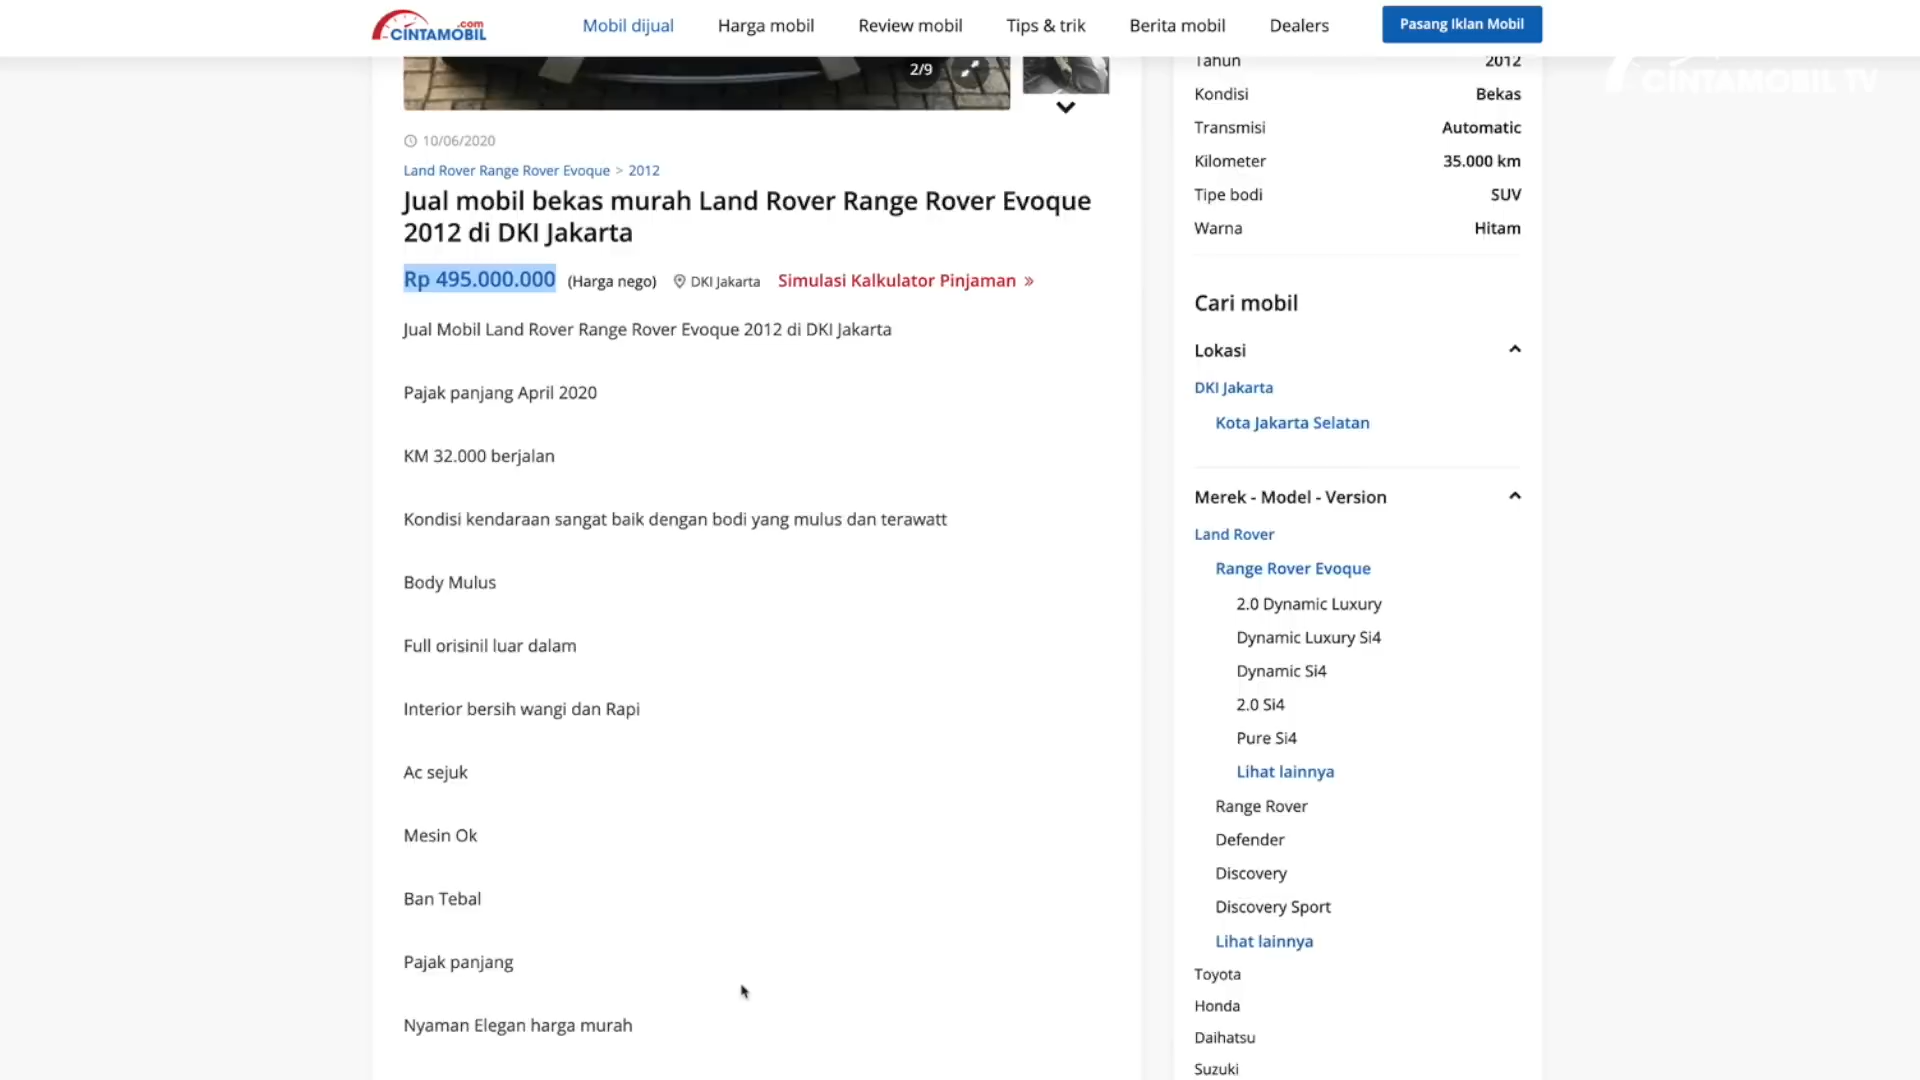 CINTAMOBIL.com
Mobil dijual
Harga mobil
Review mobil
Tips & trik
Berita mobil
Dealers
Pasang Iklan Mobil
CINTAMOBIL TV
2/9
10/06/2020
Land Rover Range Rover Evoque > 2012
Jual mobil bekas murah Land Rover Range Rover Evoque
2012 di DKI Jakarta
Rp 495.000.000 (Harga nego) DKI Jakarta Simulasi Kalkulator Pinjaman »
Jual Mobil Land Rover Range Rover Evoque 2012 di DKI Jakarta
Pajak panjang April 2020
KM 32.000 berjalan
Kondisi kendaraan sangat baik dengan bodi yang mulus dan terawatt
Body Mulus
Full orisinil luar dalam
Interior bersih wangi dan Rapi
Ac sejuk
Mesin Ok
Ban Tebal
Pajak panjang
Nyaman Elegan harga murah
Tahun 2012
Kondisi Bekas
Transmisi Automatic
Kilometer 35.000 km
Tipe bodi SUV
Warna Hitam
Cari mobil
Lokasi
DKI Jakarta
Kota Jakarta Selatan
Merek - Model - Version
Land Rover
Range Rover Evoque
2.0 Dynamic Luxury
Dynamic Luxury Si4
Dynamic Si4
2.0 Si4
Pure Si4
Lihat lainnya
Range Rover
Defender
Discovery
Discovery Sport
Lihat lainnya
Toyota
Honda
Daihatsu
Suzuki